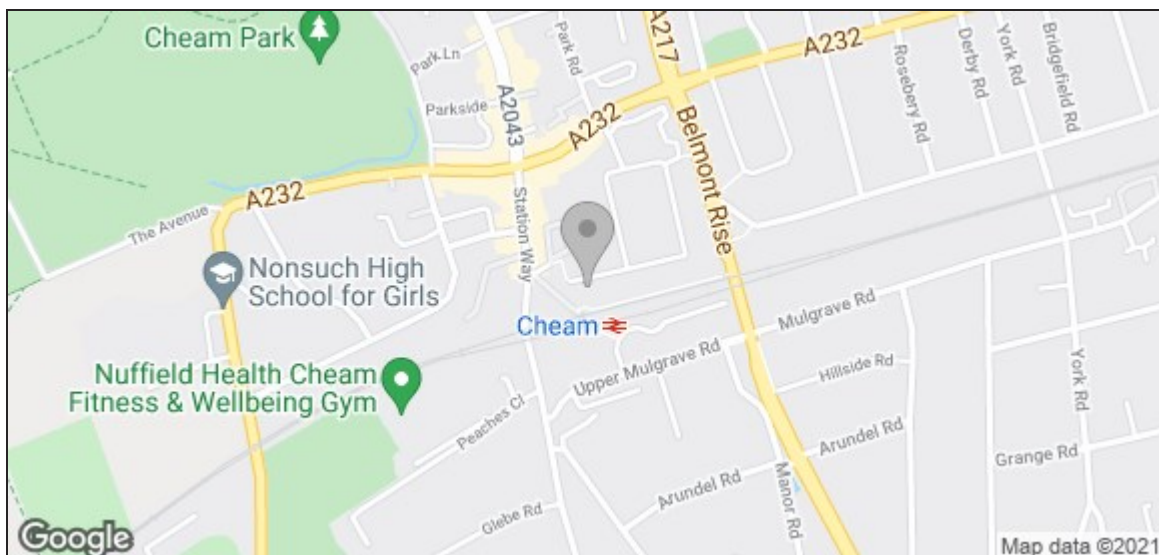 Cheam Park
Park Ln
Parkside
A2043
Park Rd
A217
A232
A232
Rosebery Rd
Derby Rd
York Rd
Bridgefield Rd
A232
The Avenue
Station Way
Belmont Rise
Nonsuch High
School for Girls
Cheam
Mulgrave Rd
Upper Mulgrave Rd
Hillside Rd
York Rd
Nuffield Health Cheam
Fitness & Wellbeing Gym
Peaches Cl
Arundel Rd
Grange Rd
Arundel Rd
Manor Rd
Glebe Rd
Google
Map data ©2021